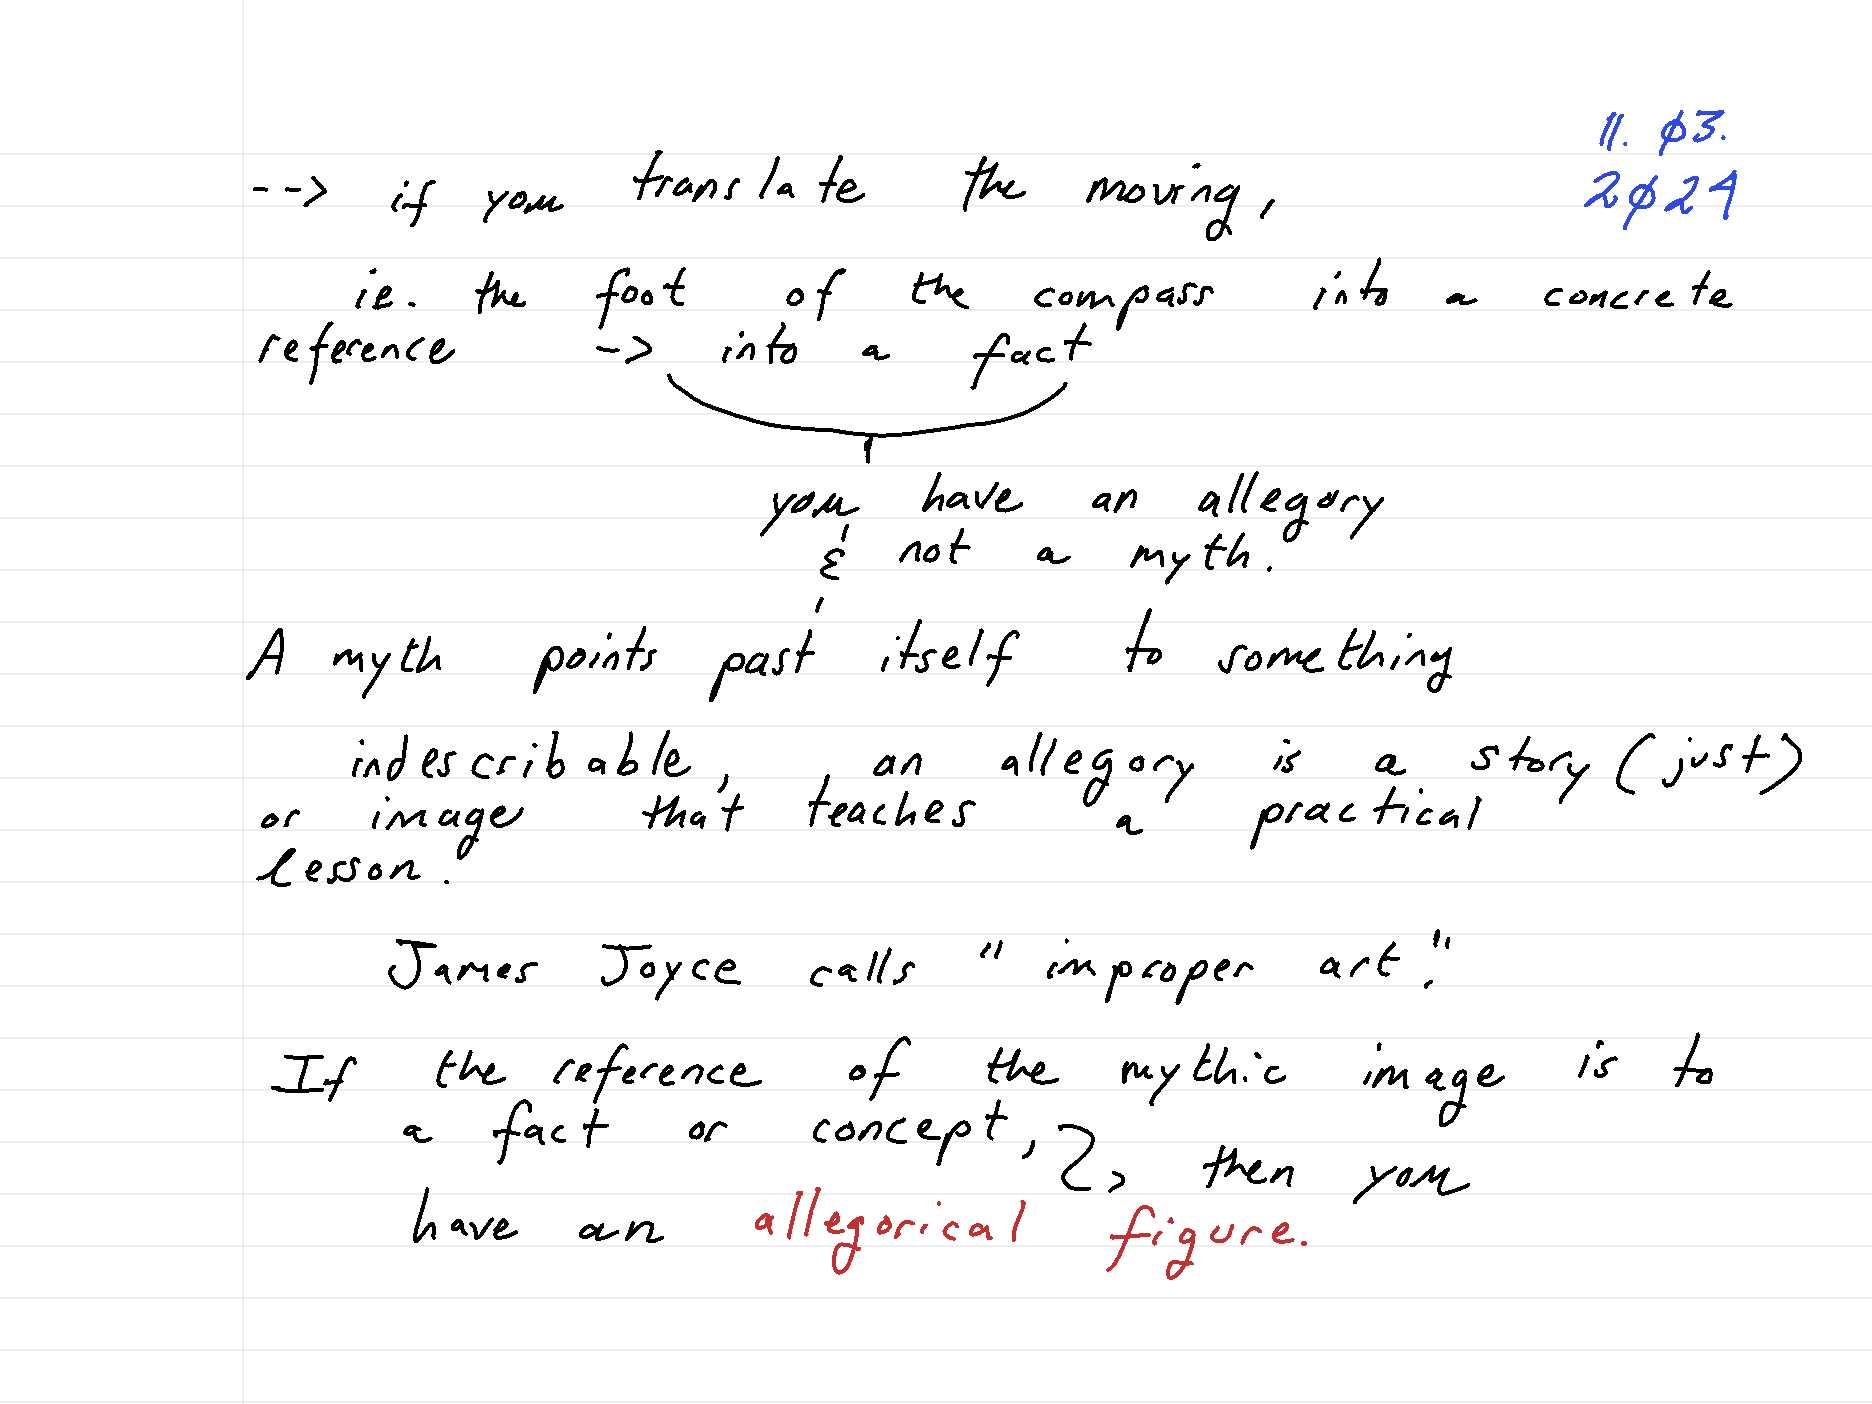 11. ø3.
2ø24
--> if you translate the moving,
ie. the foot of the compass into a concrete
reference -> into a fact
you have an allegory
& not a myth.
A myth points past itself to something
indescribable, , an allegory is a story (just)
or image that teaches a practical
lesson.
James Joyce calls "improper art".
If the reference of the mythic image is to
a fact or concept, then you
have an allegorical figure.